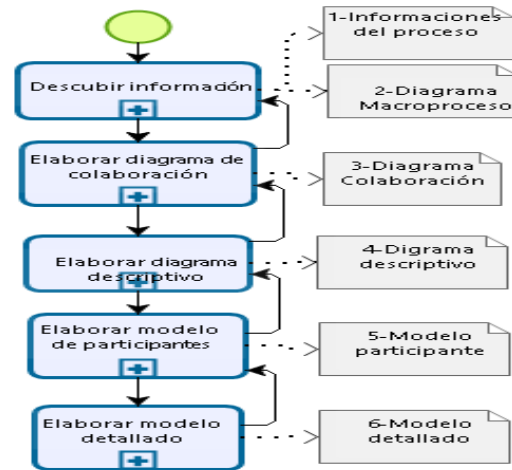 1-Informaciones
del proceso
Descubir información
2-Diagrama
Macroproceso
Elaborar diagrama de
colaboración
3-Diagrama
Colaboración
Elaborar diagrama
descriptivo
4-Digrama
descriptivo
Elaborar modelo
de participantes
5-Modelo
participante
Elaborar modelo
detallado
6-Modelo
detallado